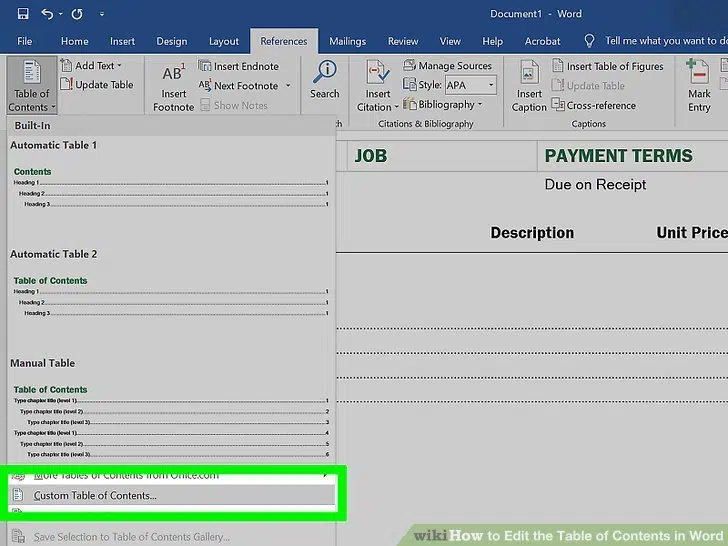 Document1 - Word
File Home Insert Design Layout References Mailings Review View Help Acrobat Tell me what you want to do
Table of Contents
Add Text
Update Table
AB1
Insert Footnote
Insert Endnote
AB Next Footnote
Show Notes
Search
Insert Citation
Manage Sources
Style: APA
Bibliography
Citations & Bibliography
Insert Caption
Insert Table of Figures
Update Table
Cross-reference
Captions
Mark Entry
Built-In
Automatic Table 1
Contents
Heading 1 1
Heading 2 1
Heading 3 1
Automatic Table 2
Table of Contents
Heading 1 1
Heading 2 1
Heading 3 1
Manual Table
Table of Contents
Type chapter title (level 1) 1
Type chapter title (level 2) 2
Type chapter title (level 3) 3
Type chapter title (level 1) 4
Type chapter title (level 2) 5
Type chapter title (level 3) 6
More Tables of Contents from Office.com
Custom Table of Contents...
Save Selection to Table of Contents Gallery...
JOB PAYMENT TERMS
Due on Receipt
Description Unit Price
wikiHow to Edit the Table of Contents in Word